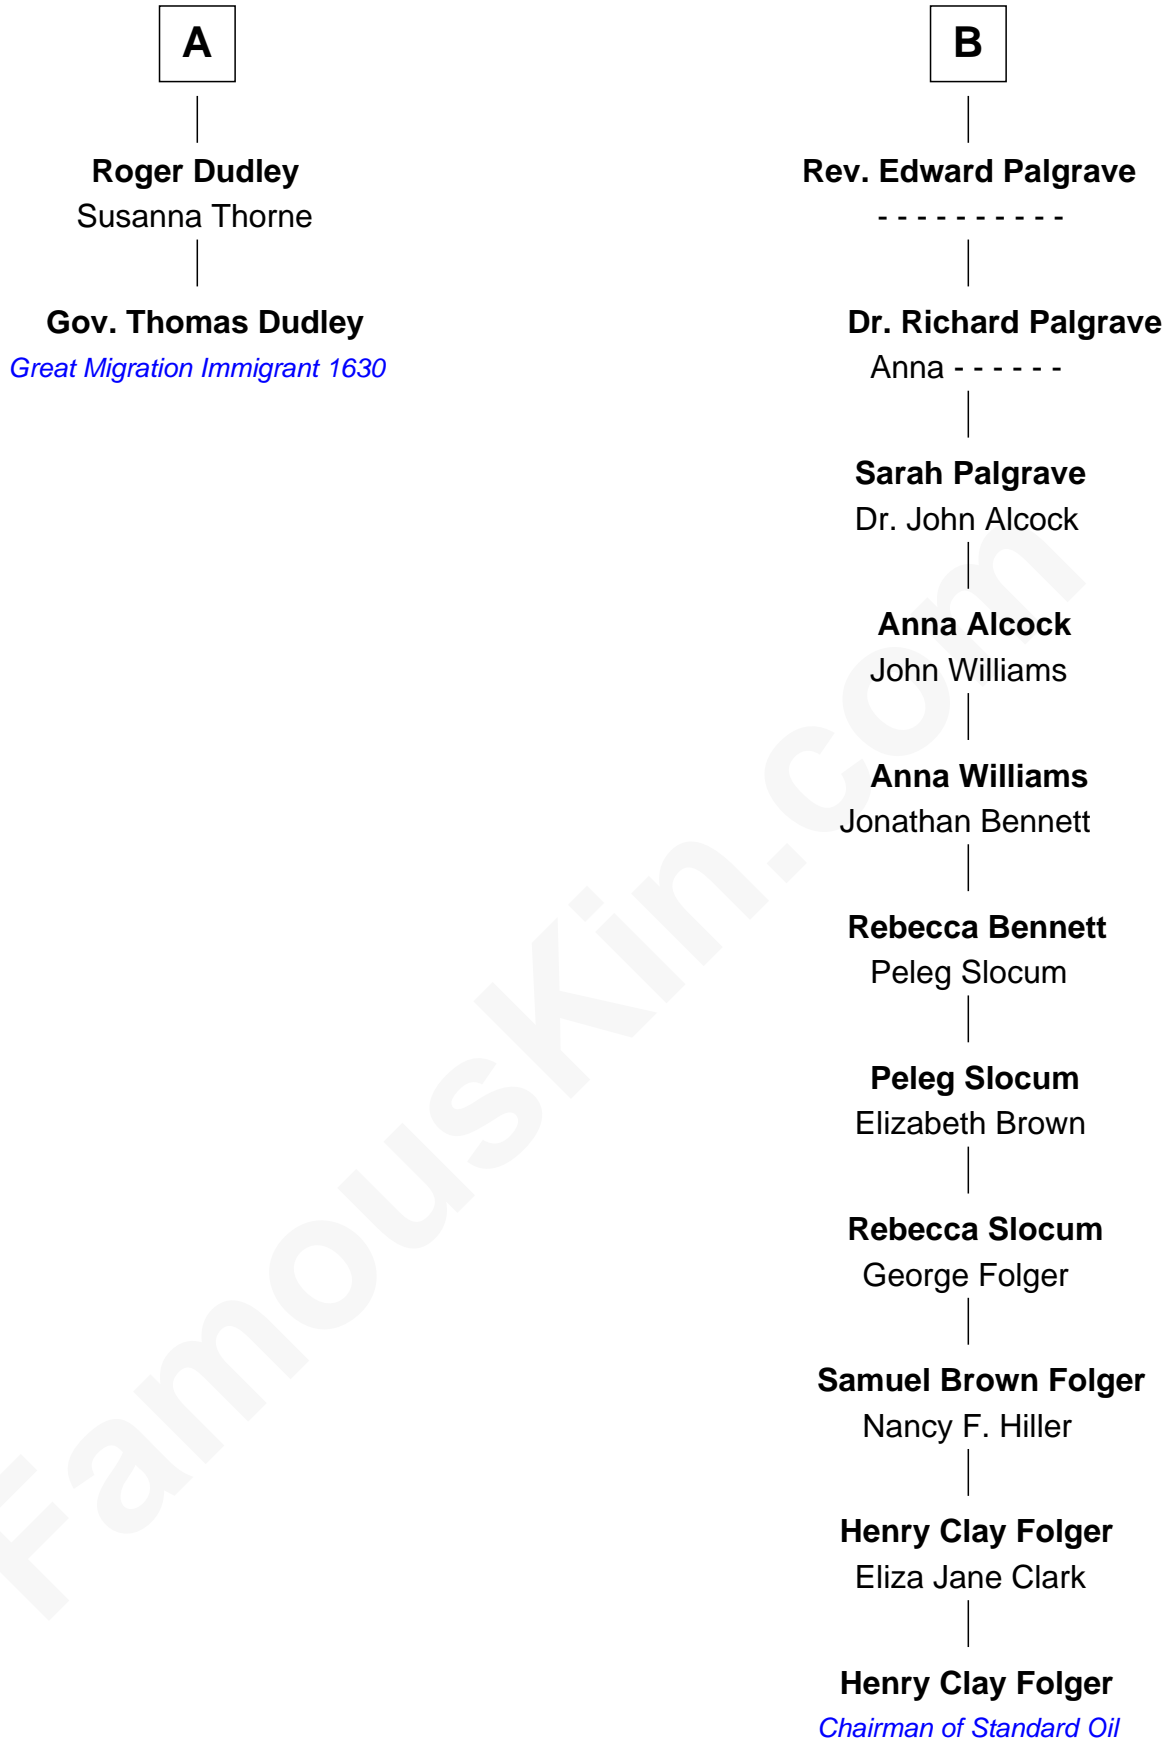 A
Roger Dudley
Susanna Thorne
Gov. Thomas Dudley
Great Migration Immigrant 1630
B
Rev. Edward Palgrave
- - - - - - - - - -
Dr. Richard Palgrave
Anna - - - - - -
Sarah Palgrave
Dr. John Alcock
Anna Alcock
John Williams
Anna Williams
Jonathan Bennett
Rebecca Bennett
Peleg Slocum
Peleg Slocum
Elizabeth Brown
Rebecca Slocum
George Folger
Samuel Brown Folger
Nancy F. Hiller
Henry Clay Folger
Eliza Jane Clark
Henry Clay Folger
Chairman of Standard Oil
FamousKin.com